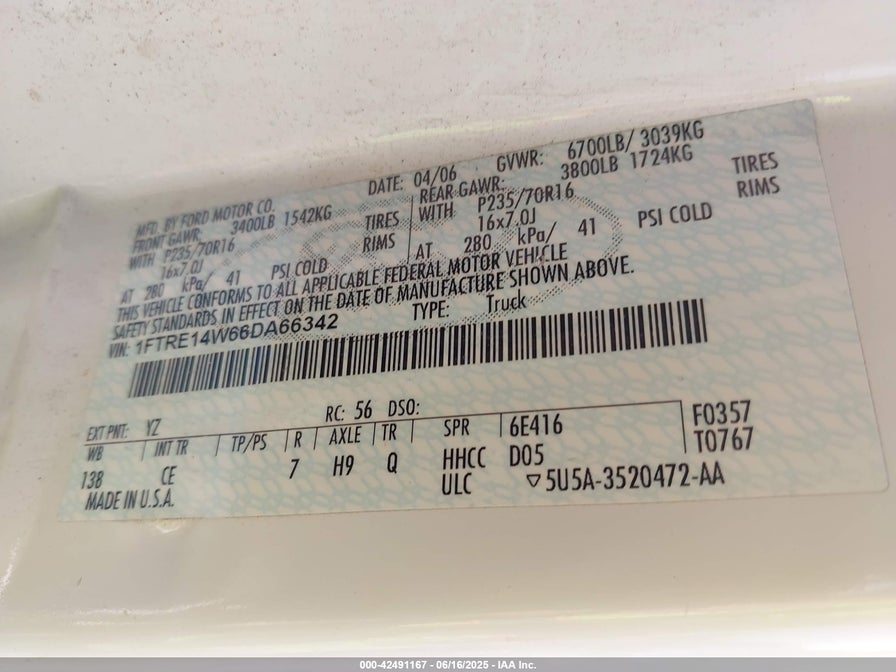 MFD. BY FORD MOTOR CO.
DATE: 04/06 GVWR: 6700LB/ 3039KG
FRONT GAWR: 3400LB 1542KG
REAR GAWR: 3800LB 1724KG
WITH P235/70R16 TIRES
WITH P235/70R16 TIRES
16x7.0J RIMS
16x7.0J RIMS
AT 280 kPa/ 41 PSI COLD
AT 280 kPa/ 41 PSI COLD
THIS VEHICLE CONFORMS TO ALL APPLICABLE FEDERAL MOTOR VEHICLE
SAFETY STANDARDS IN EFFECT ON THE DATE OF MANUFACTURE SHOWN ABOVE.
VIN: 1FTRE14W66DA66342 TYPE: Truck
EXT PNT: YZ RC: 56 DSO:
WB INT TR TP/PS R AXLE TR SPR 6E416 F0357
138 CE 7 H9 Q HHCC D05 T0767
MADE IN U.S.A. ULC ▽5U5A-3520472-AA
000-42491167 - 06/16/2025 - IAA Inc.